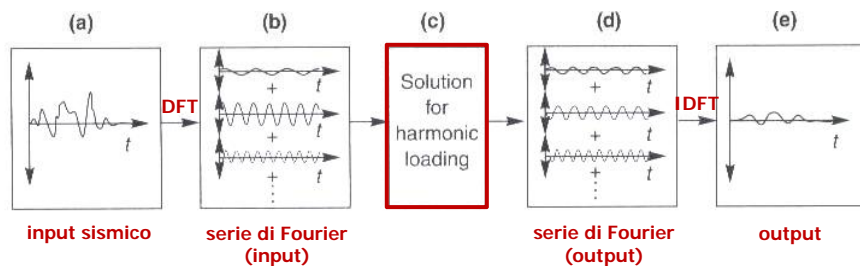 (a) (b) (c) (d) (e)
DFT
IDFT
Solution
for
harmonic
loading
+
+
+
+
+
+
t
t
t
t
t
t
t
t
input sismico
serie di Fourier
(input)
serie di Fourier
(output)
output